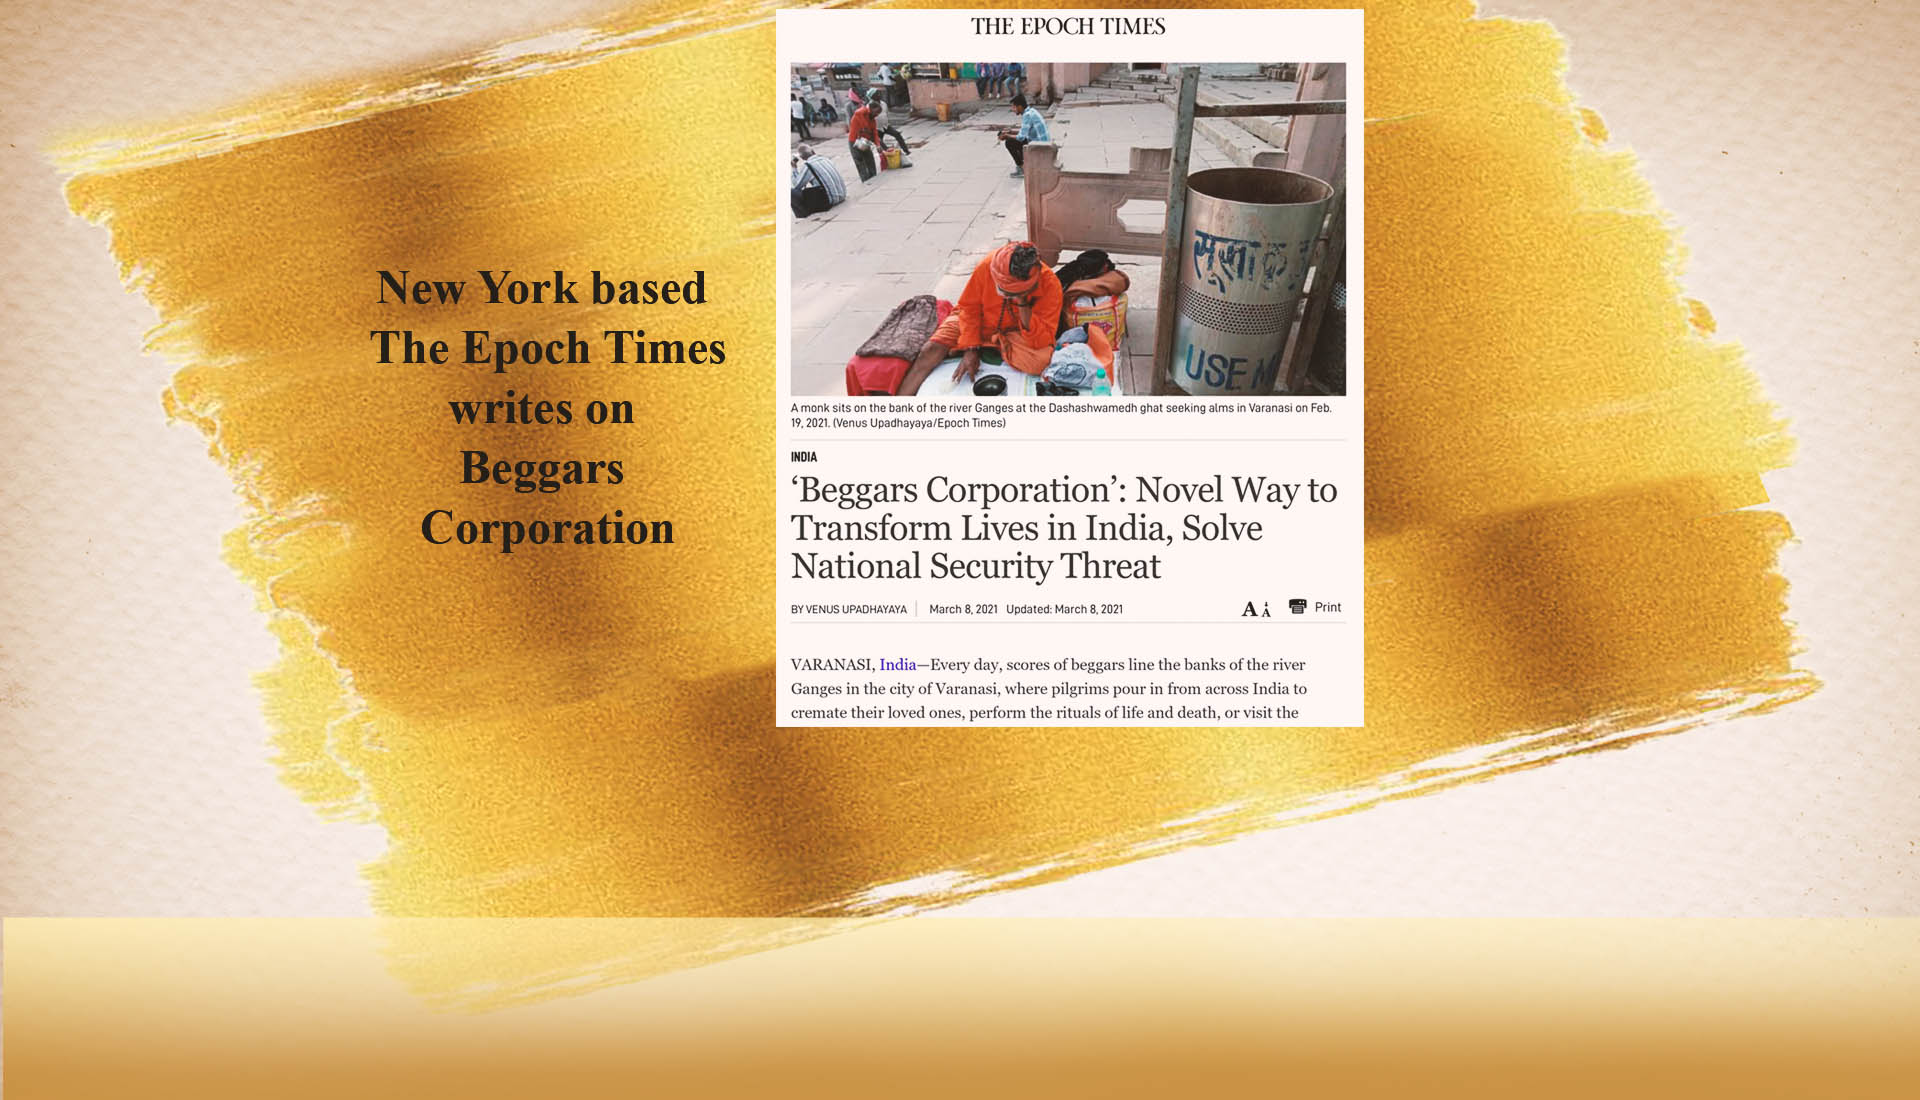 New York based
The Epoch Times
writes on
Beggars
Corporation
THE EPOCH TIMES
USE
A monk sits on the bank of the river Ganges at the Dashashwamedh ghat seeking alms in Varanasi on Feb.
19, 2021. (Venus Upadhayaya/Epoch Times)
INDIA
‘Beggars Corporation’: Novel Way to
Transform Lives in India, Solve
National Security Threat
BY VENUS UPADHAYAYA March 8, 2021 Updated: March 8, 2021 A A Print
VARANASI, India—Every day, scores of beggars line the banks of the river
Ganges in the city of Varanasi, where pilgrims pour in from across India to
cremate their loved ones, perform the rituals of life and death, or visit the